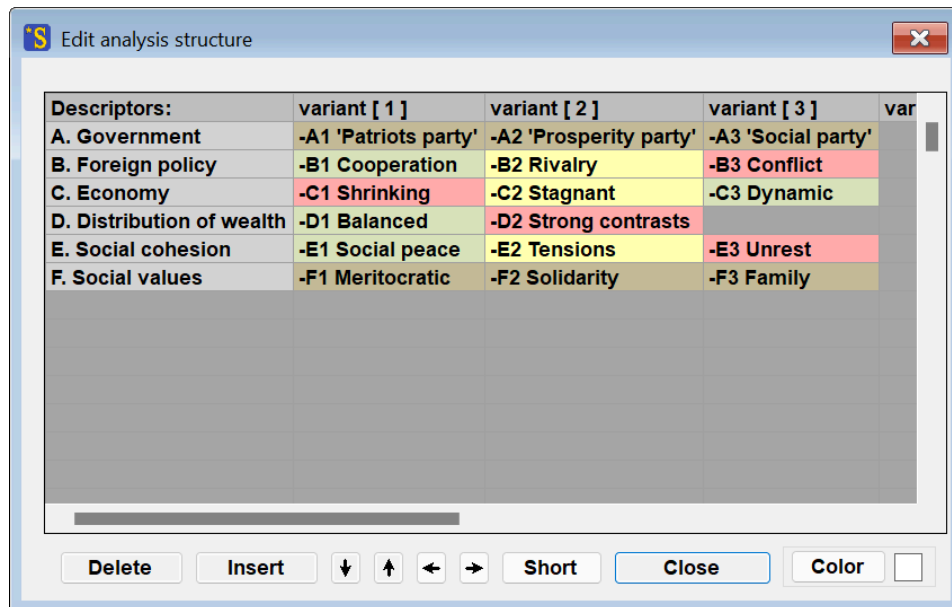 S Edit analysis structure
Descriptors: variant [ 1 ] variant [ 2 ] variant [ 3 ] var
A. Government -A1 'Patriots party' -A2 'Prosperity party' -A3 'Social party'
B. Foreign policy -B1 Cooperation -B2 Rivalry -B3 Conflict
C. Economy -C1 Shrinking -C2 Stagnant -C3 Dynamic
D. Distribution of wealth -D1 Balanced -D2 Strong contrasts
E. Social cohesion -E1 Social peace -E2 Tensions -E3 Unrest
F. Social values -F1 Meritocratic -F2 Solidarity -F3 Family
Delete Insert Short Close Color